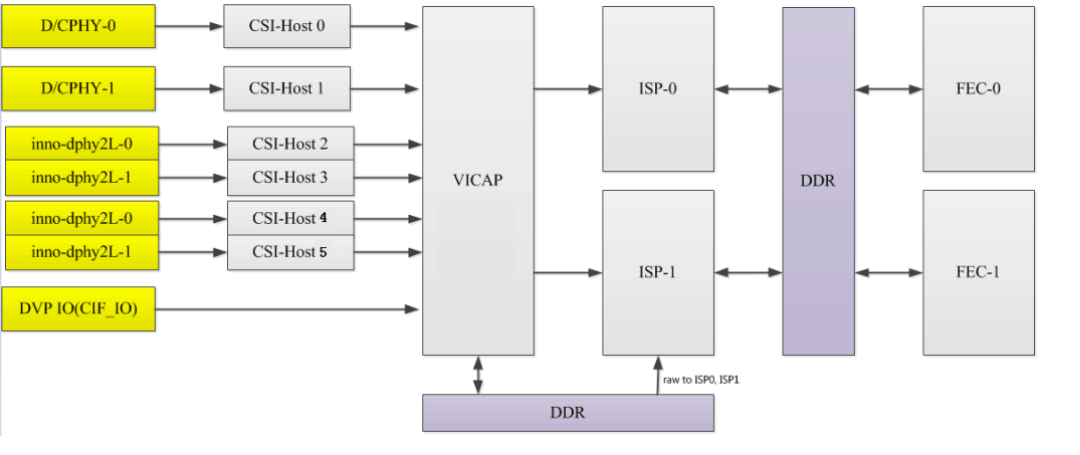 D/CPHY-0
CSI-Host 0
D/CPHY-1
CSI-Host 1
inno-dphy2L-0
CSI-Host 2
inno-dphy2L-1
CSI-Host 3
inno-dphy2L-0
CSI-Host 4
inno-dphy2L-1
CSI-Host 5
DVP IO(CIF_IO)
VICAP
ISP-0
ISP-1
DDR
FEC-0
FEC-1
raw to ISP0, ISP1
DDR